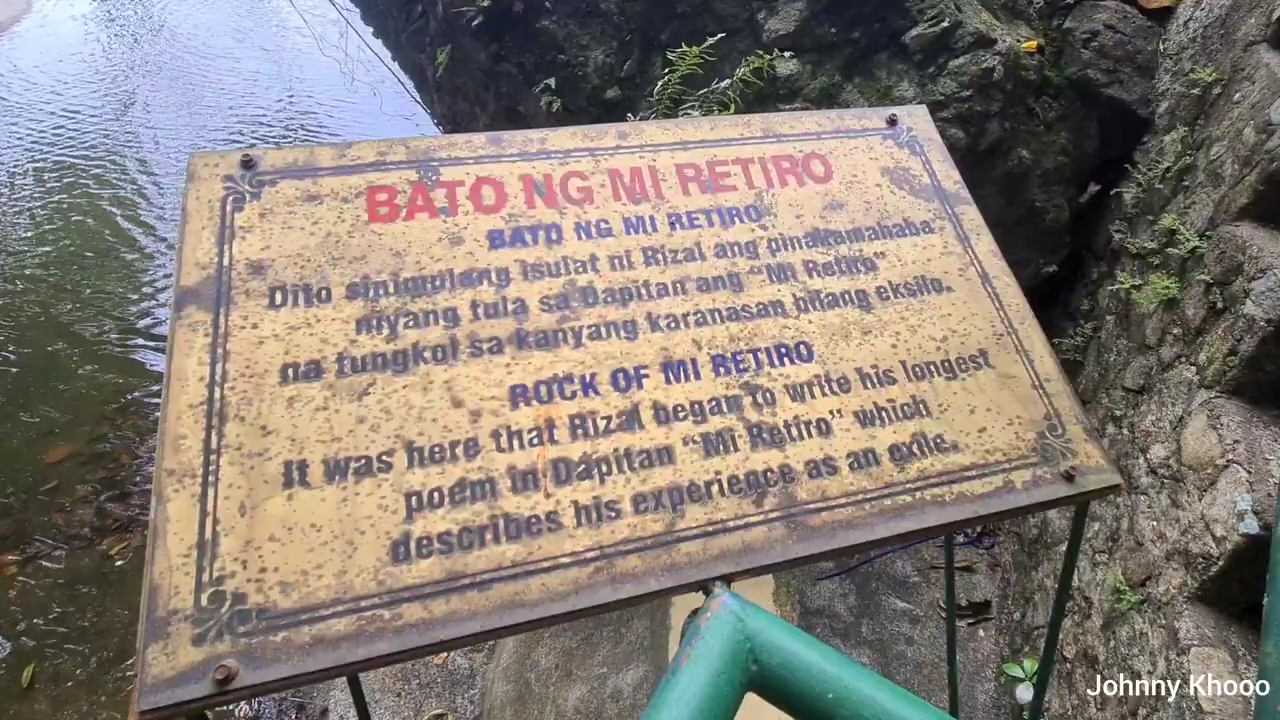 BATO NG MI RETIRO
BATO NG MI RETIRO
Dito sinimulang isulat ni Rizal ang pinakamahaba
niyang tula sa Dapitan ang “Mi Retiro”
na tungkol sa kanyang karanasan bilang eksilo.
ROCK OF MI RETIRO
It was here that Rizal began to write his longest
poem in Dapitan “Mi Retiro” which
describes his experience as an exile.
Johnny Khooo